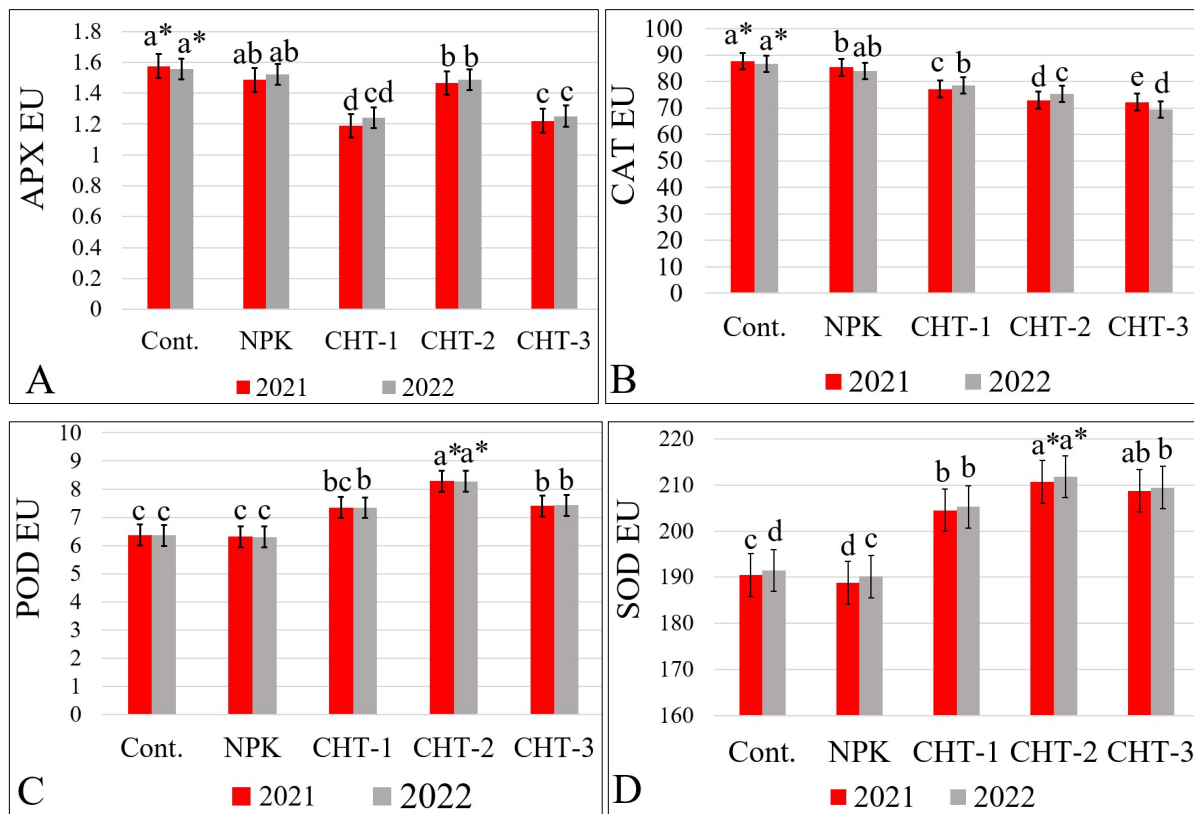 APX EU
1.8
1.6
1.4
1.2
1
0.8
0.6
0.4
0.2
0
a* a* ab ab d cd b b c c
Cont. NPK CHT-1 CHT-2 CHT-3
2021 2022
A
CAT EU
100
90
80
70
60
50
40
30
20
10
0
a* a* b ab c b d c e d
Cont. NPK CHT-1 CHT-2 CHT-3
2021 2022
B
POD EU
10
9
8
7
6
5
4
3
2
1
0
c c c c bc b a* a* b b
Cont. NPK CHT-1 CHT-2 CHT-3
2021 2022
C
SOD EU
220
210
200
190
180
170
160
c d d c b b a* a* ab b
Cont. NPK CHT-1 CHT-2 CHT-3
2021 2022
D